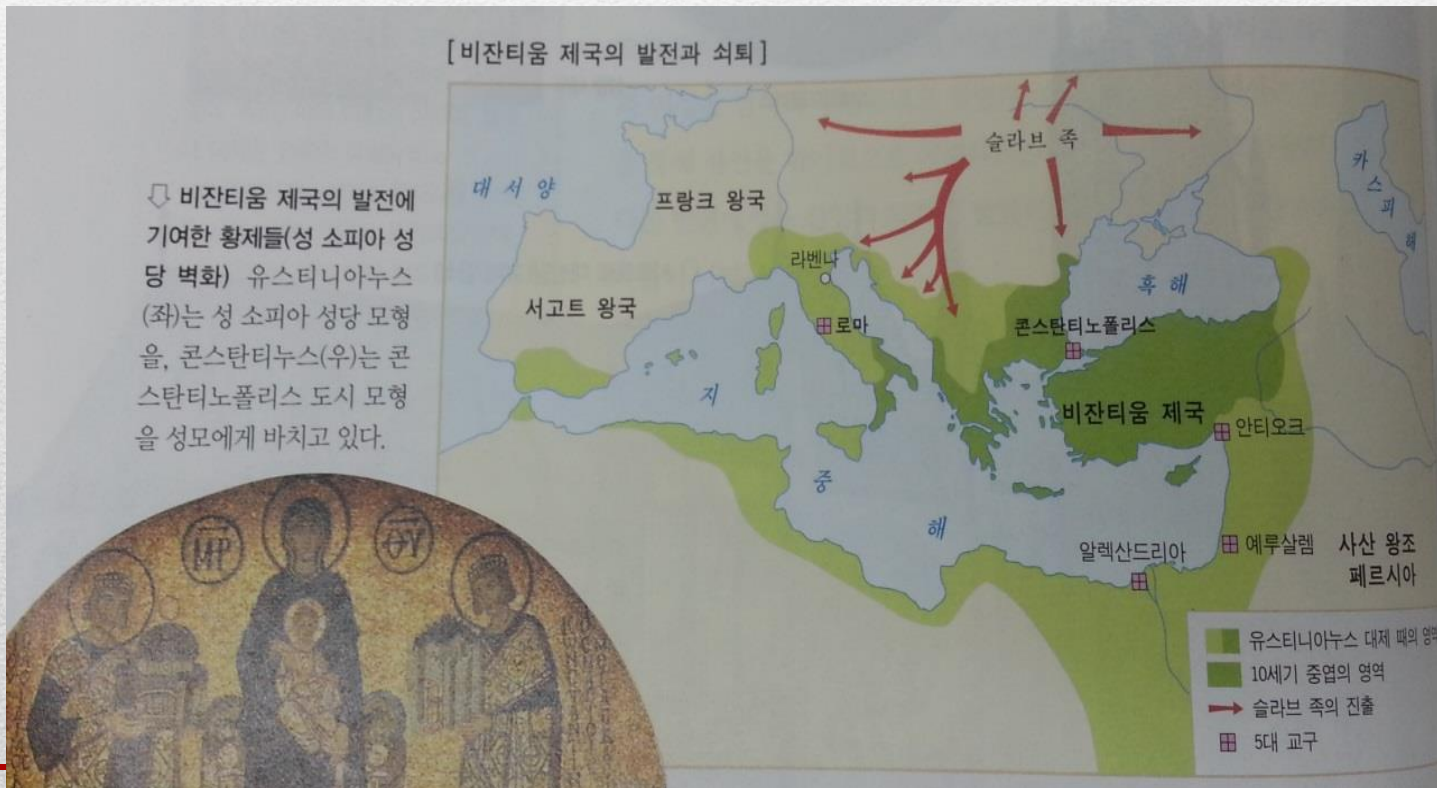 [비잔티움 제국의 발전과 쇠퇴]
비잔티움 제국의 발전에
기여한 황제들(성 소피아 성
당 벽화) 유스티니아누스
(좌)는 성 소피아 성당 모형
을, 콘스탄티누스(우)는 콘
스탄티노폴리스 도시 모형
을 성모에게 바치고 있다.
슬라브 족
대서양
프랑크 왕국
카스피해
라벤나
흑해
서고트 왕국
로마
콘스탄티노폴리스
지중해
비잔티움 제국
안티오크
알렉산드리아
예루살렘
사산 왕조
페르시아
유스티니아누스 대제 때의 영역
10세기 중엽의 영역
슬라브 족의 진출
5대 교구